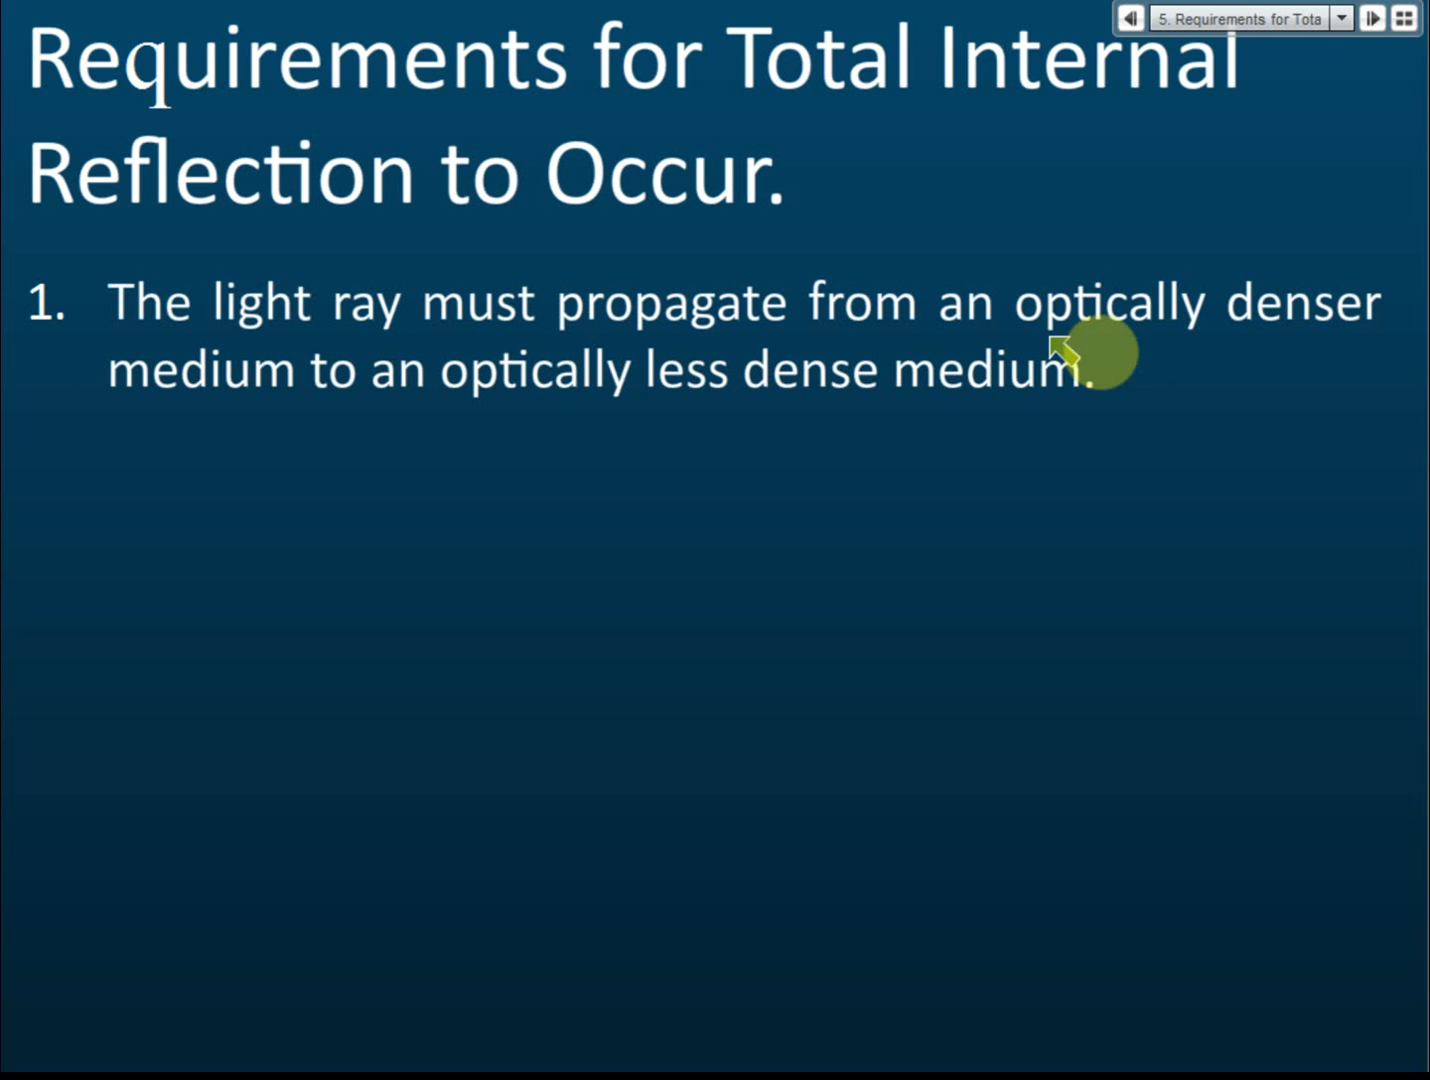 5. Requirements for Tota
Requirements for Total Internal
Reflection to Occur.
1. The light ray must propagate from an optically denser
medium to an optically less dense medium.